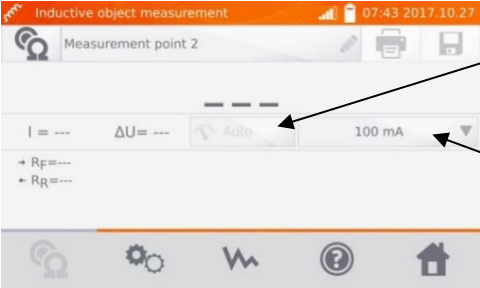 Inductive object measurement 07:43 2017.10.27
Measurement point 2
---
I = --- ΔU= --- Auto 100 mA
→ RF=---
← RR=---